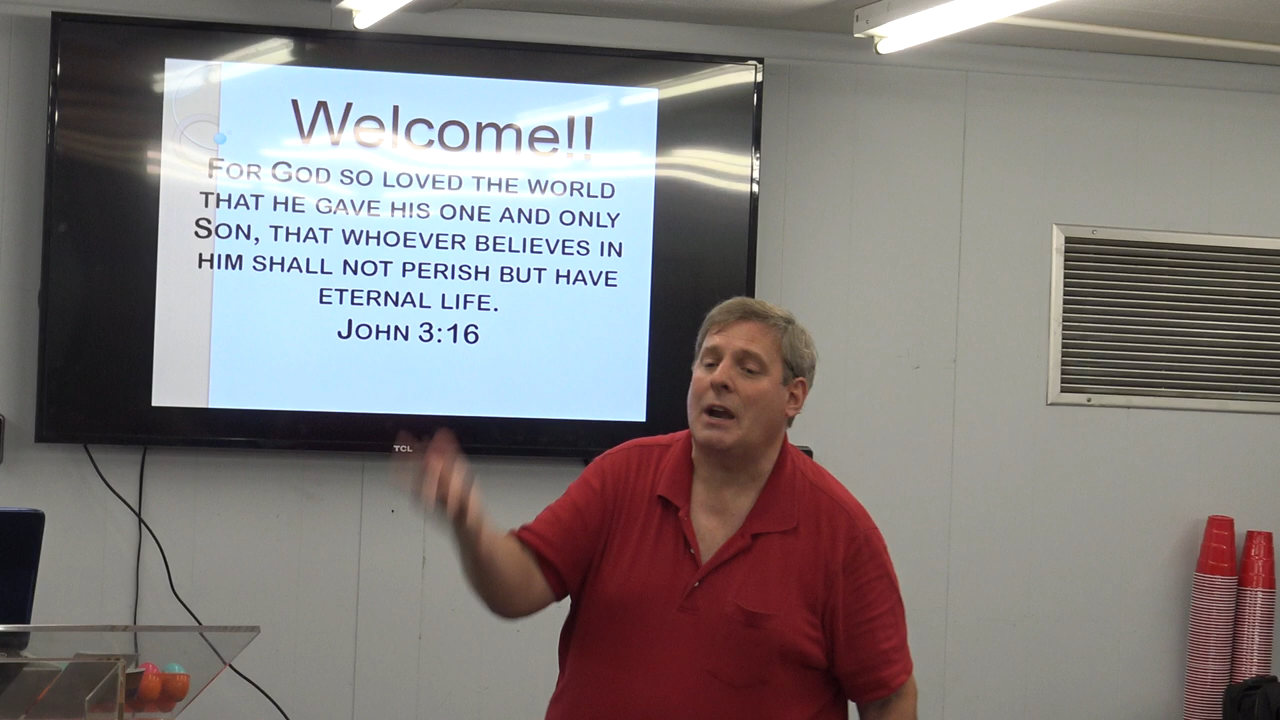 Welcome!!
For God so loved the world
that he gave his one and only
Son, that whoever believes in
him shall not perish but have
eternal life.
John 3:16
TCL